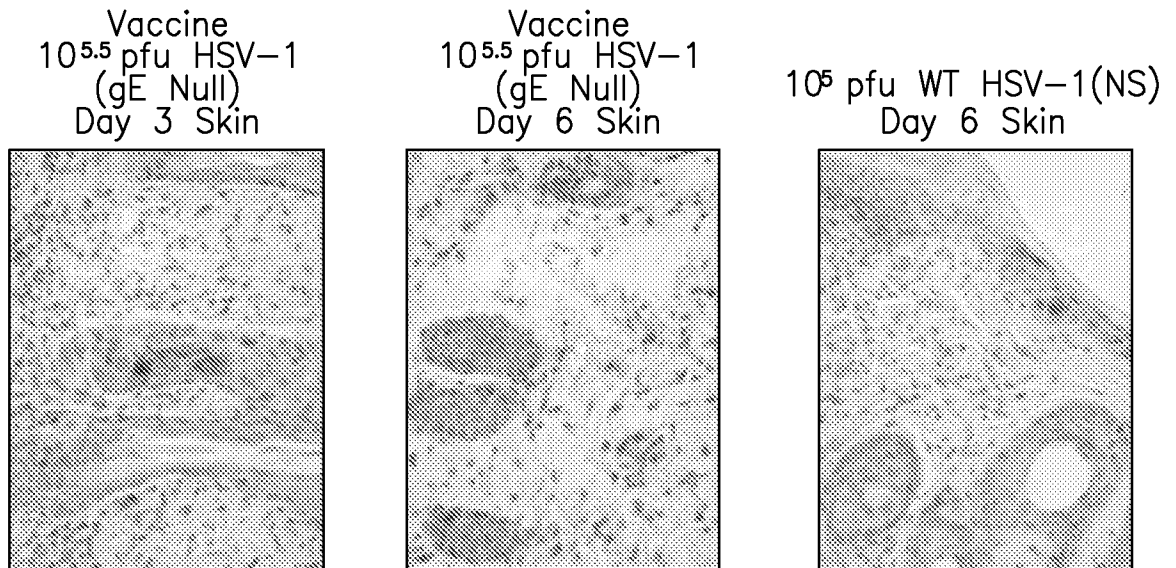 Vaccine
10^5.5 pfu HSV-1
(gE Null)
Day 3 Skin
Vaccine
10^5.5 pfu HSV-1
(gE Null)
Day 6 Skin
10^5 pfu WT HSV-1(NS)
Day 6 Skin